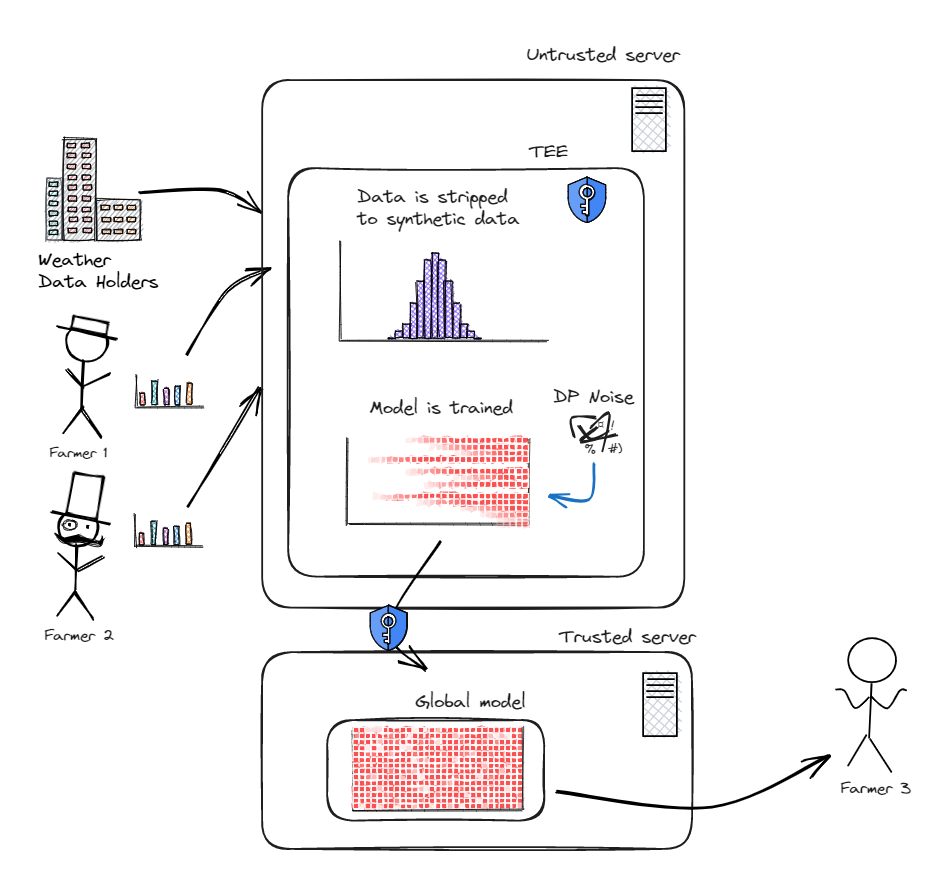 Untrusted server
TEE
Data is stripped
to synthetic data
Weather
Data Holders
Farmer 1
Model is trained
DP Noise
!
% #)
Farmer 2
Trusted server
Global model
Farmer 3